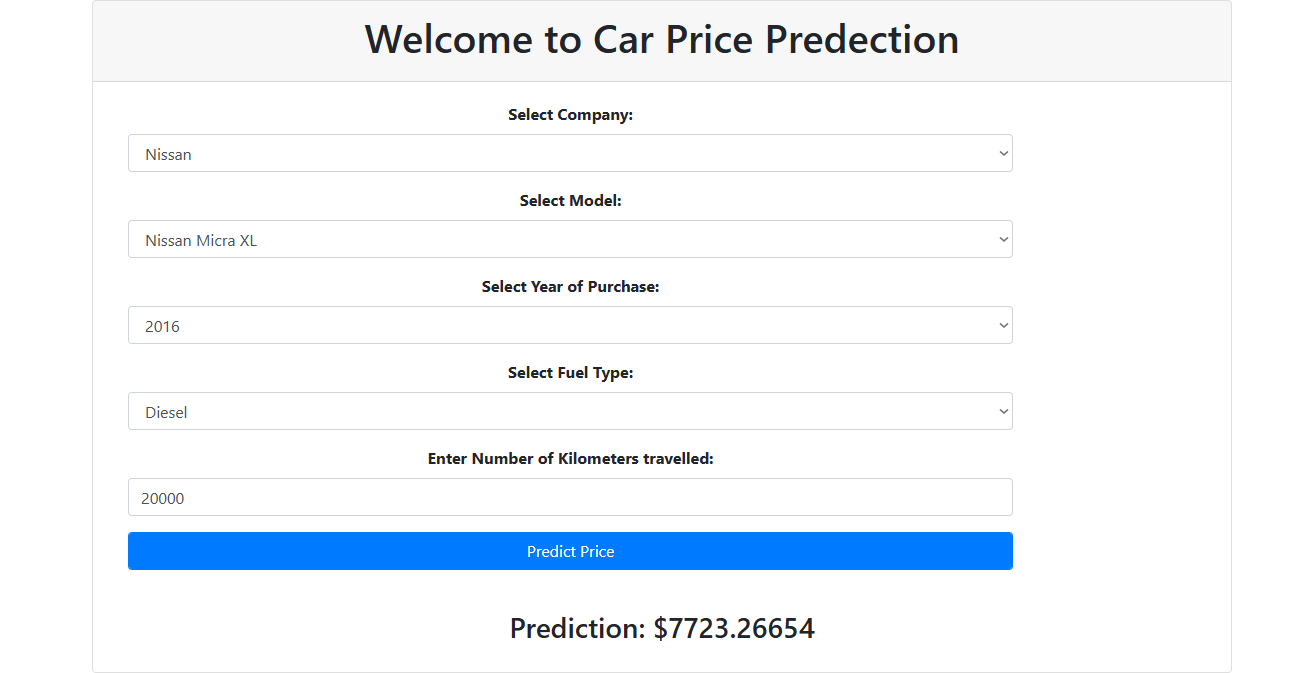 Welcome to Car Price Predection
Select Company:
Nissan
Select Model:
Nissan Micra XL
Select Year of Purchase:
2016
Select Fuel Type:
Diesel
Enter Number of Kilometers travelled:
20000
Predict Price
Prediction: $7723.26654